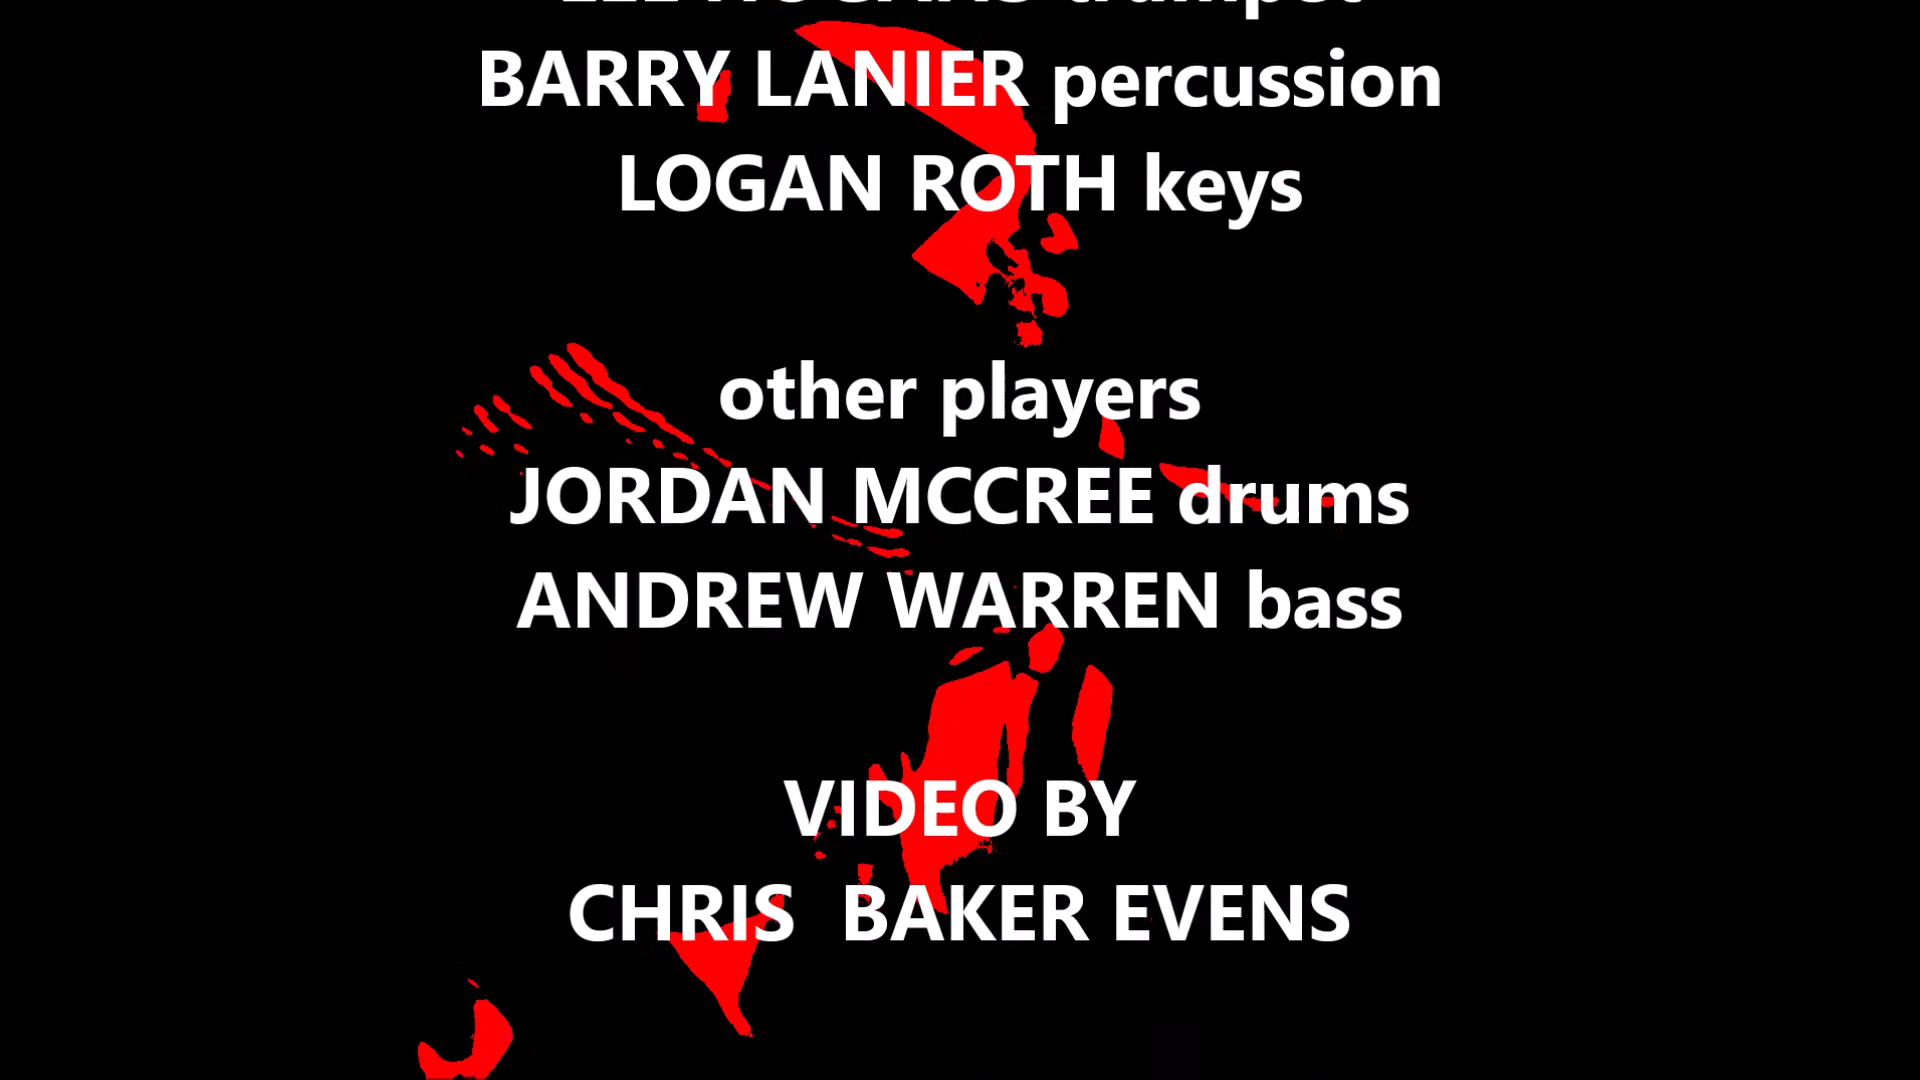 trumpet
BARRY LANIER percussion
LOGAN ROTH keys
other players
JORDAN MCCREE drums
ANDREW WARREN bass
VIDEO BY
CHRIS  BAKER EVENS